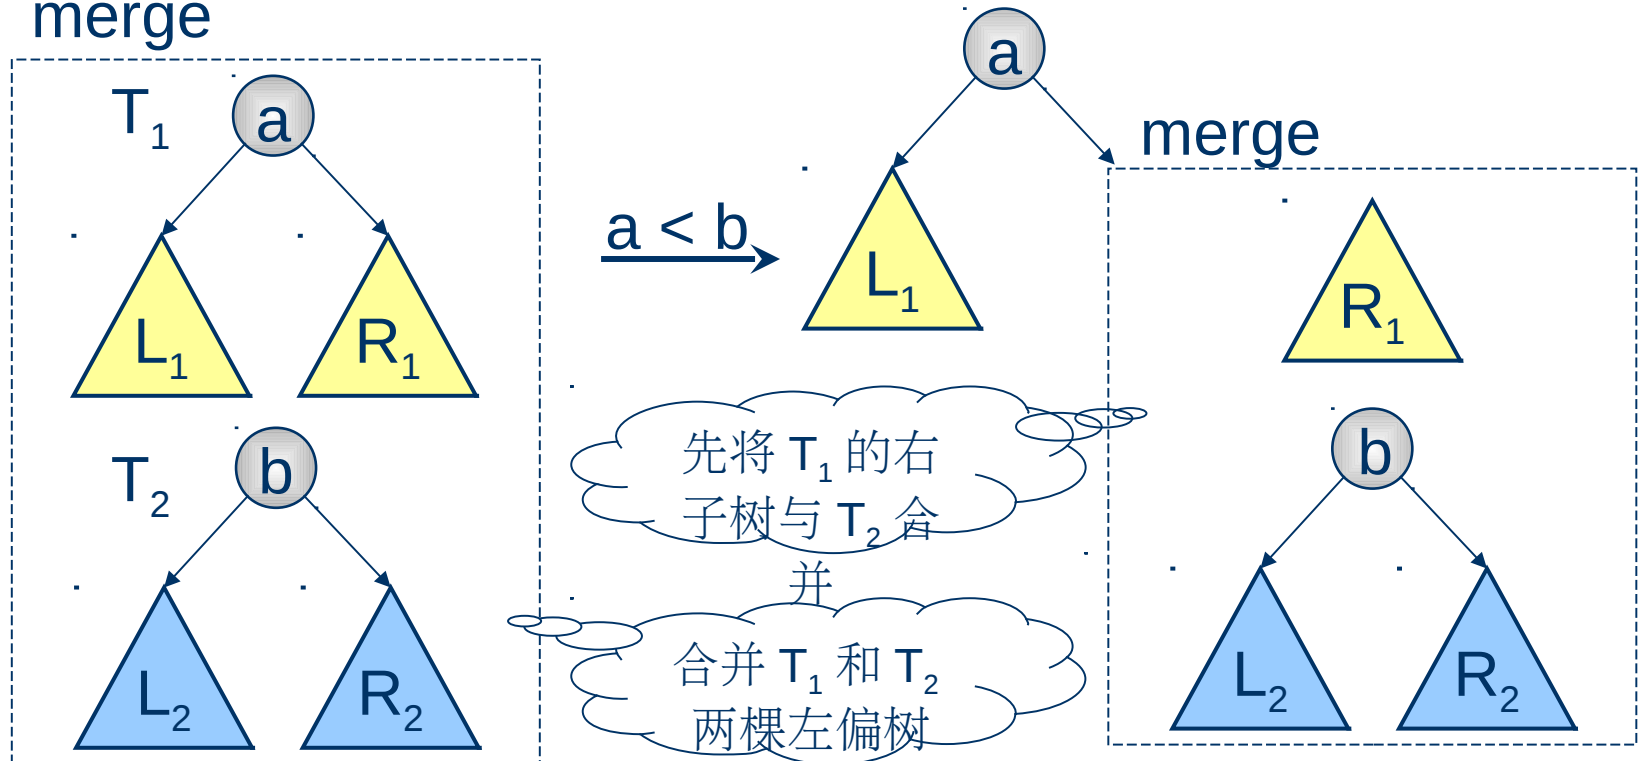 merge
T₁
a
L₁
R₁
T₂
b
L₂
R₂
a < b
a
L₁
merge
R₁
b
L₂
R₂
先将 T₁ 的右
子树与 T₂ 合
并
合并 T₁ 和 T₂
两棵左偏树